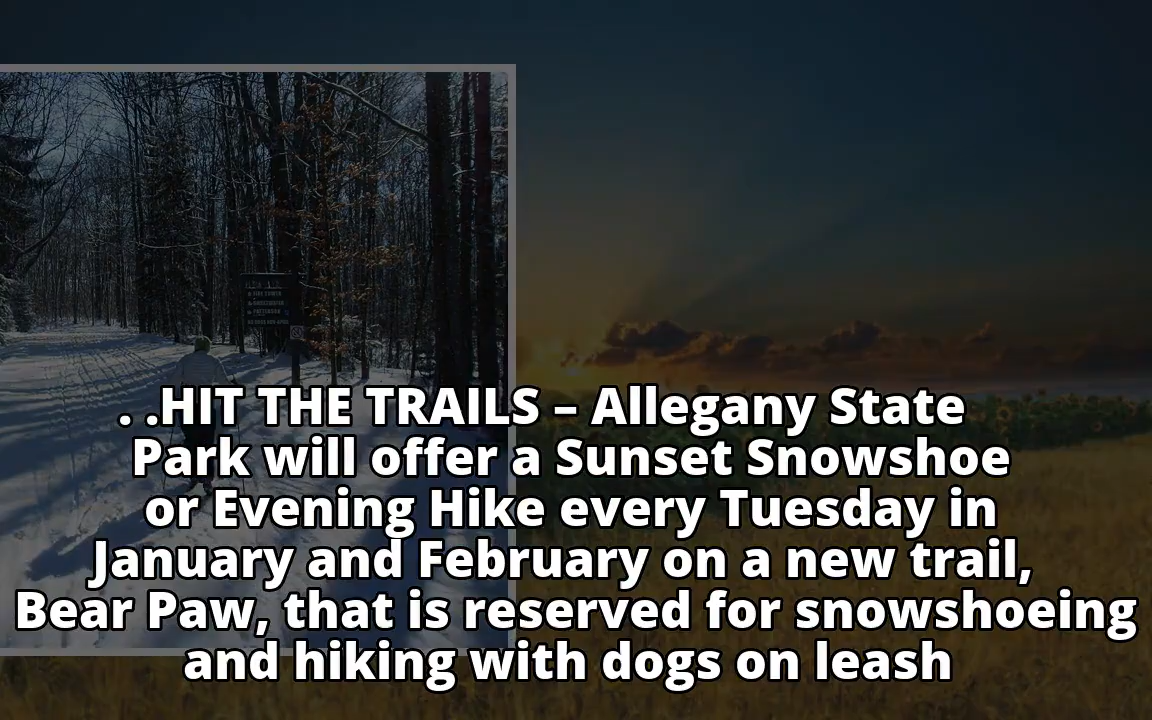 . .HIT THE TRAILS – Allegany State
Park will offer a Sunset Snowshoe
or Evening Hike every Tuesday in
January and February on a new trail,
Bear Paw, that is reserved for snowshoeing
and hiking with dogs on leash